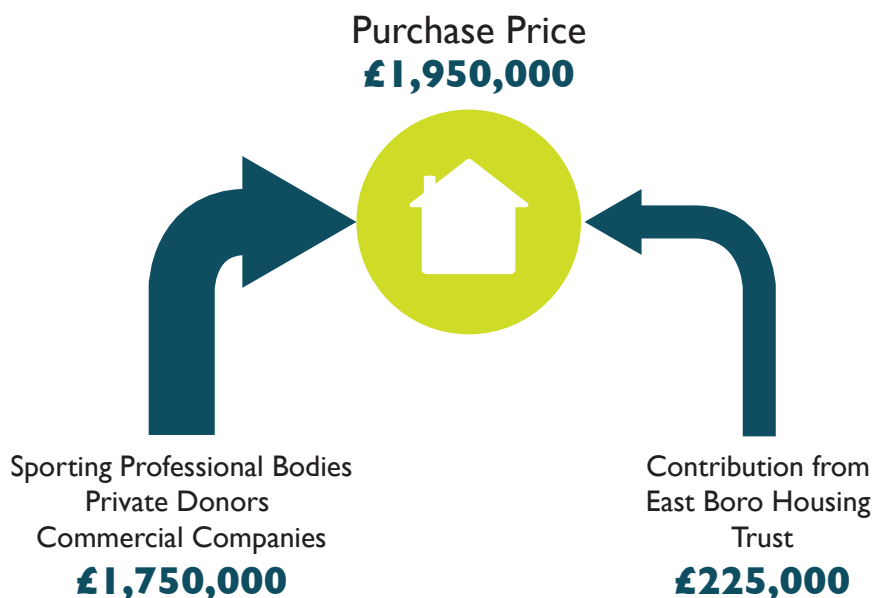 Purchase Price
£1,950,000
Sporting Professional Bodies
Private Donors
Commercial Companies
£1,750,000
Contribution from
East Boro Housing
Trust
£225,000